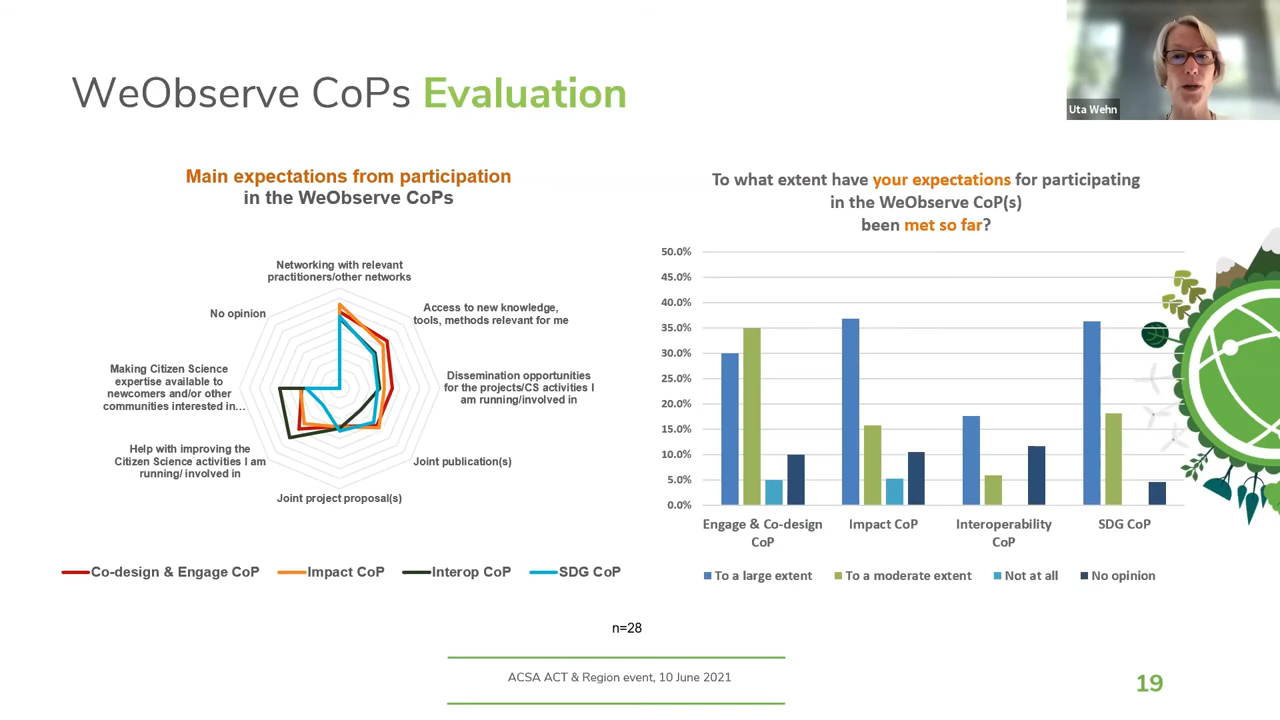 WeObserve CoPs Evaluation
Uta Wehn
Main expectations from participation
in the WeObserve CoPs
Networking with relevant
practitioners/other networks
No opinion
Access to new knowledge,
tools, methods relevant for me
Making Citizen Science
expertise available to
newcomers and/or other
communities interested in...
Dissemination opportunities
for the projects/CS activities I
am running/involved in
Help with improving the
Citizen Science activities I am
running/ involved in
Joint publication(s)
Joint project proposal(s)
Co-design & Engage CoP
Impact CoP
Interop CoP
SDG CoP
To what extent have your expectations for participating
in the WeObserve CoP(s)
been met so far?
50.0%
45.0%
40.0%
35.0%
30.0%
25.0%
20.0%
15.0%
10.0%
5.0%
0.0%
Engage & Co-design
CoP
Impact CoP
Interoperability
CoP
SDG CoP
To a large extent
To a moderate extent
Not at all
No opinion
n=28
ACSA ACT & Region event, 10 June 2021
19